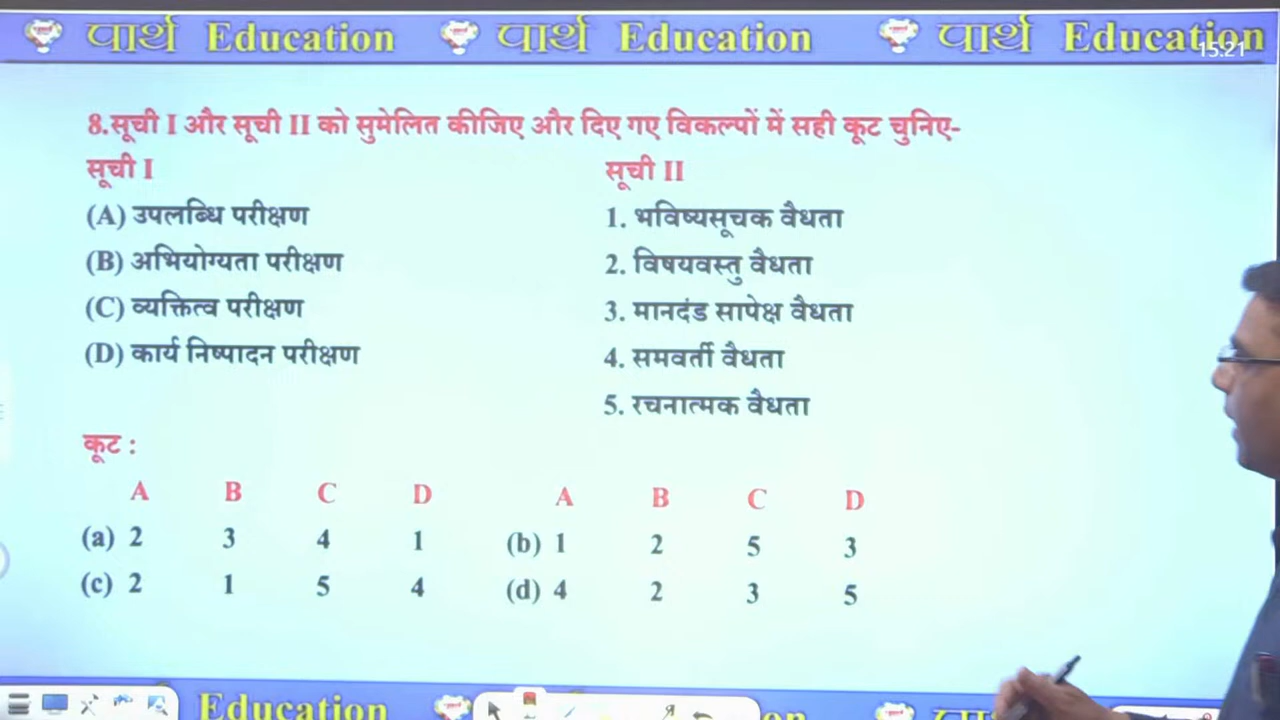 पार्थ Education पार्थ Education पार्थ Education
15.21
8.सूची I और सूची II को सुमेलित कीजिए और दिए गए विकल्पों में सही कूट चुनिए-
सूची I सूची II
(A) उपलब्धि परीक्षण 1. भविष्यसूचक वैधता
(B) अभियोग्यता परीक्षण 2. विषयवस्तु वैधता
(C) व्यक्तित्व परीक्षण 3. मानदंड सापेक्ष वैधता
(D) कार्य निष्पादन परीक्षण 4. समवर्ती वैधता
5. रचनात्मक वैधता
कूट :
A B C D A B C D
(a) 2 3 4 1 (b) 1 2 5 3
(c) 2 1 5 4 (d) 4 2 3 5
Education